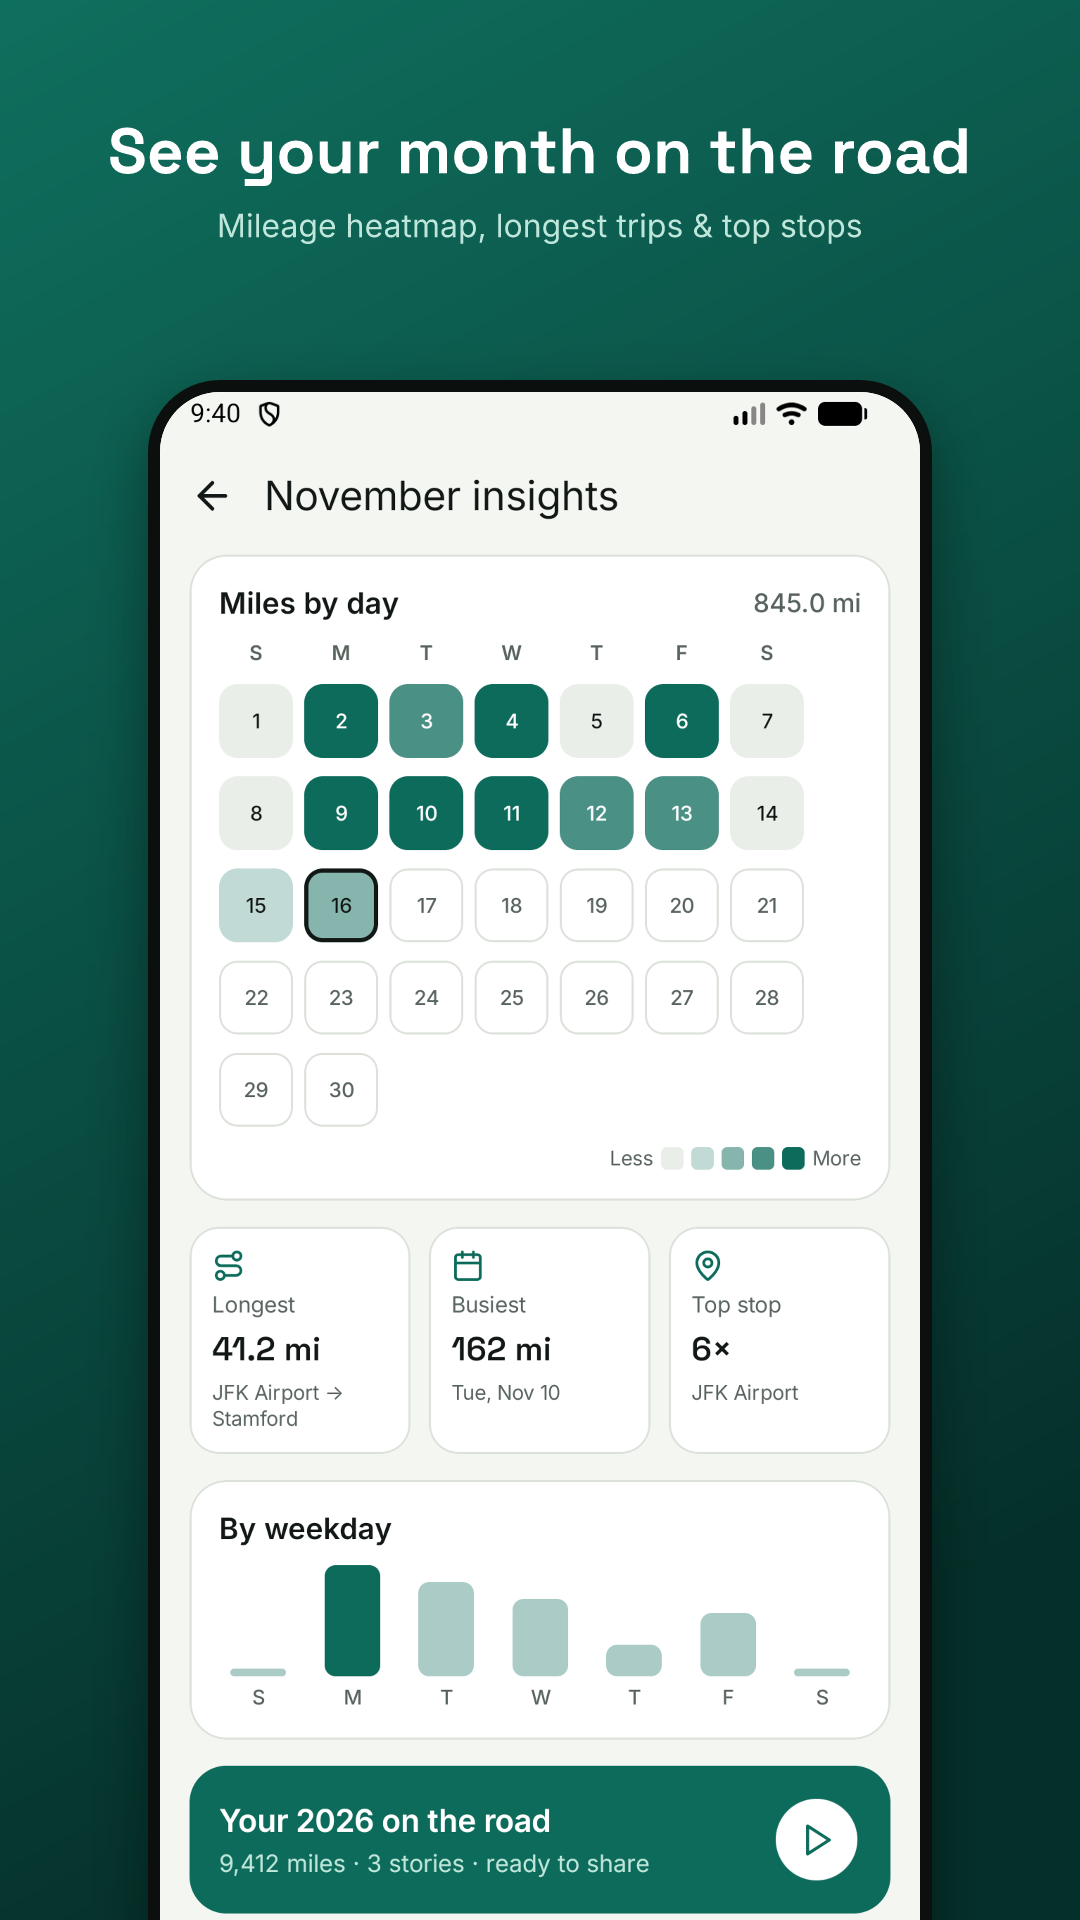 See your month on the road
Mileage heatmap, longest trips & top stops
9:40
November insights
Miles by day 845.0 mi
S M T W T F S
1 2 3 4 5 6 7
8 9 10 11 12 13 14
15 16 17 18 19 20 21
22 23 24 25 26 27 28
29 30
Less More
Longest
41.2 mi
JFK Airport →
Stamford
Busiest
162 mi
Tue, Nov 10
Top stop
6×
JFK Airport
By weekday
S M T W T F S
Your 2026 on the road
9,412 miles · 3 stories · ready to share